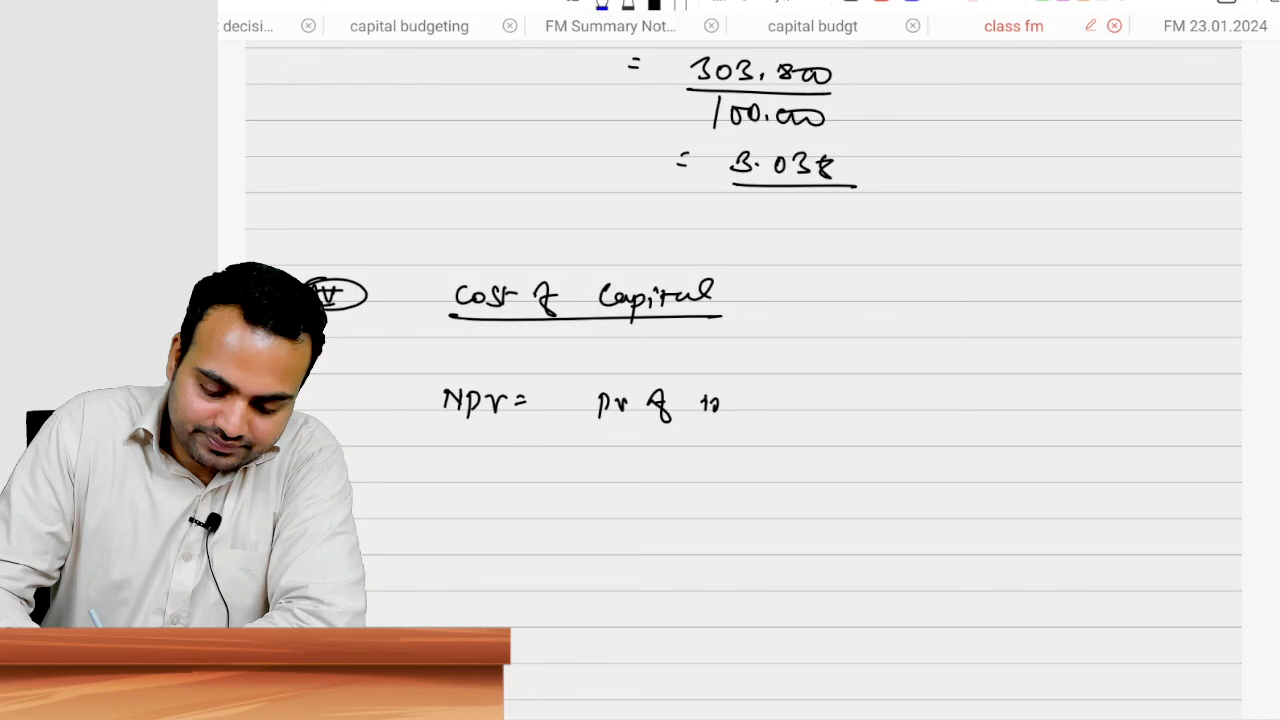 t decisi...
capital budgeting
FM Summary Not...
capital budgt
class fm
FM 23.01.2024
= 303,800
100,000
= 3.038
IV Cost of Capital
NPV = PV of